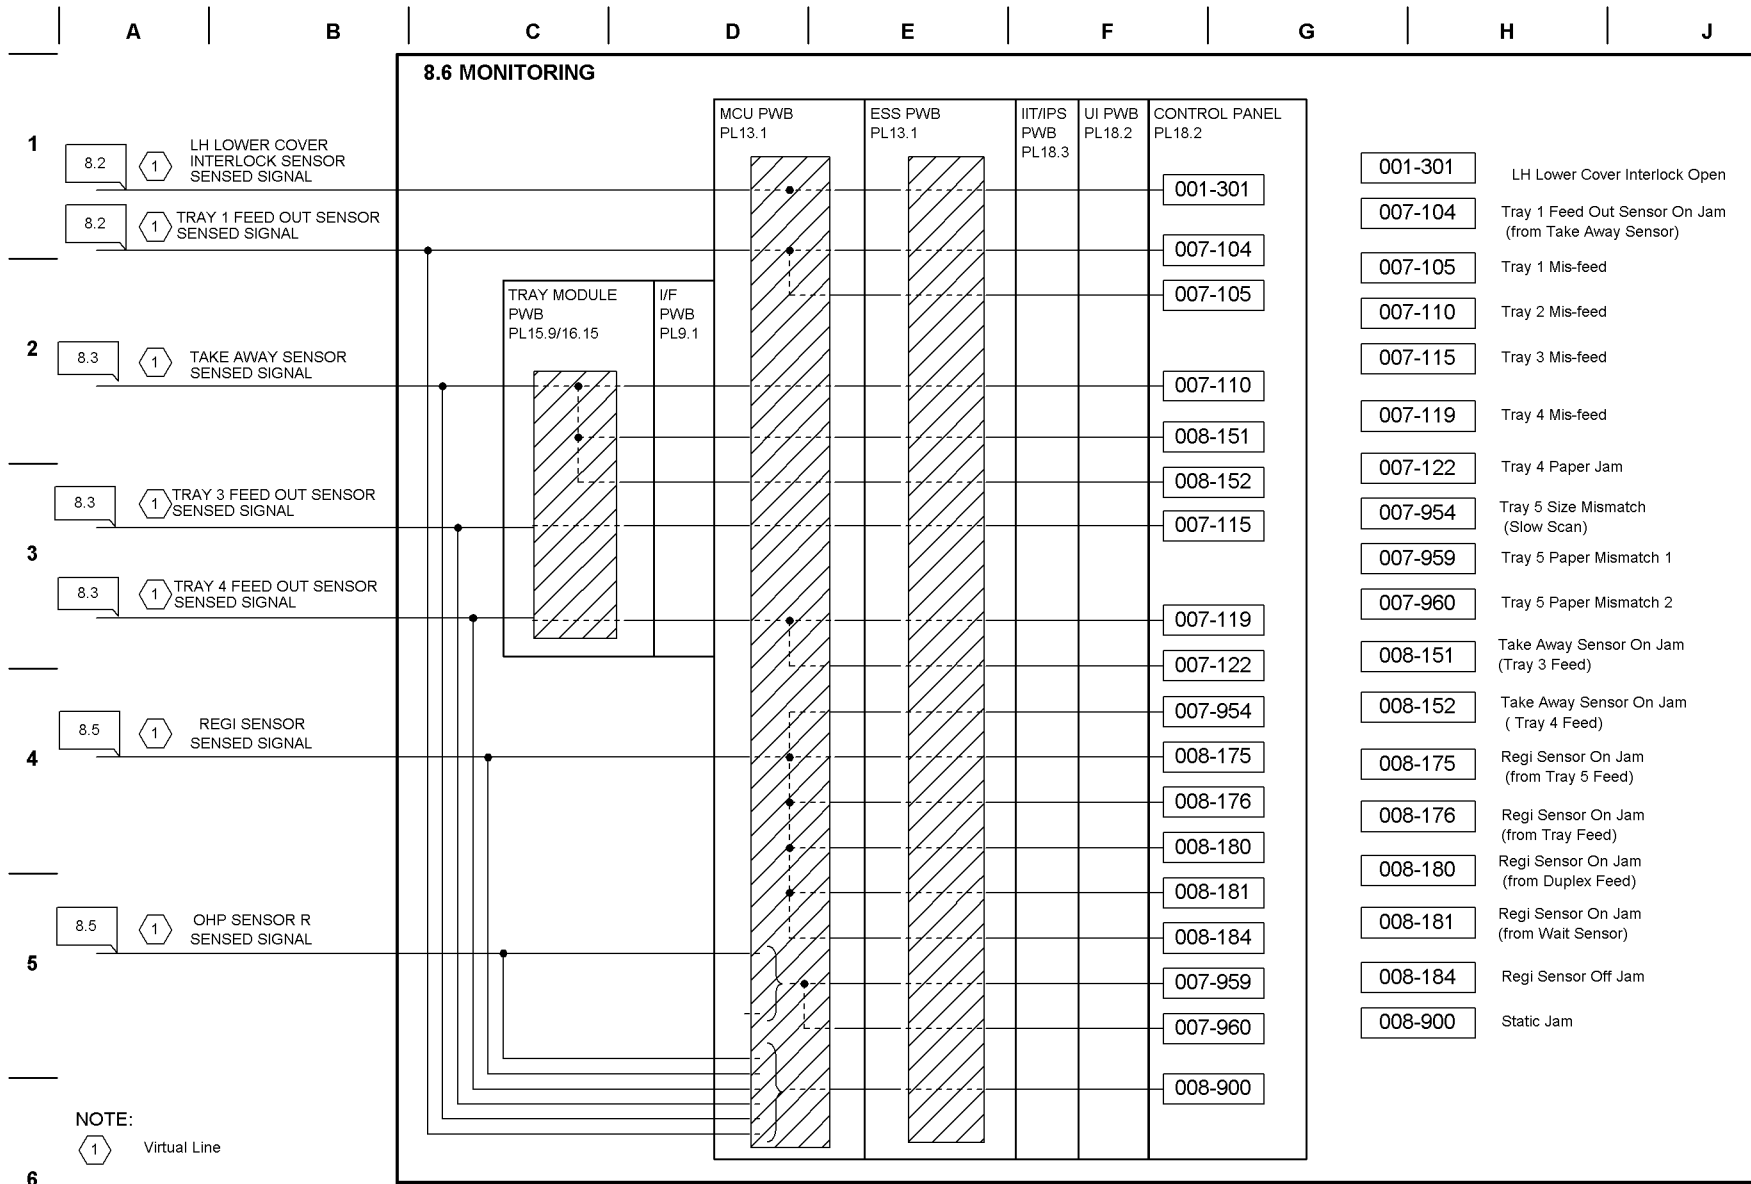 A B C D E F G H J
8.6 MONITORING
1
2
3
4
5
6
8.2
1
LH LOWER COVER
INTERLOCK SENSOR
SENSED SIGNAL
8.2
1
TRAY 1 FEED OUT SENSOR
SENSED SIGNAL
8.3
1
TAKE AWAY SENSOR
SENSED SIGNAL
8.3
1
TRAY 3 FEED OUT SENSOR
SENSED SIGNAL
8.3
1
TRAY 4 FEED OUT SENSOR
SENSED SIGNAL
8.5
1
REGI SENSOR
SENSED SIGNAL
8.5
1
OHP SENSOR R
SENSED SIGNAL
NOTE:
1
Virtual Line
TRAY MODULE
PWB
PL15.9/16.15
I/F
PWB
PL9.1
MCU PWB
PL13.1
ESS PWB
PL13.1
IIT/IPS
PWB
PL18.3
UI PWB
PL18.2
CONTROL PANEL
PL18.2
001-301
007-104
007-105
007-110
008-151
008-152
007-115
007-119
007-122
007-954
008-175
008-176
008-180
008-181
008-184
007-959
007-960
008-900
001-301 LH Lower Cover Interlock Open
007-104 Tray 1 Feed Out Sensor On Jam
(from Take Away Sensor)
007-105 Tray 1 Mis-feed
007-110 Tray 2 Mis-feed
007-115 Tray 3 Mis-feed
007-119 Tray 4 Mis-feed
007-122 Tray 4 Paper Jam
007-954 Tray 5 Size Mismatch
(Slow Scan)
007-959 Tray 5 Paper Mismatch 1
007-960 Tray 5 Paper Mismatch 2
008-151 Take Away Sensor On Jam
(Tray 3 Feed)
008-152 Take Away Sensor On Jam
( Tray 4 Feed)
008-175 Regi Sensor On Jam
(from Tray 5 Feed)
008-176 Regi Sensor On Jam
(from Tray Feed)
008-180 Regi Sensor On Jam
(from Duplex Feed)
008-181 Regi Sensor On Jam
(from Wait Sensor)
008-184 Regi Sensor Off Jam
008-900 Static Jam